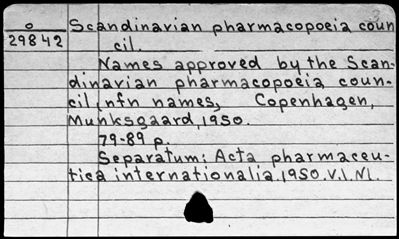 o Scandinavian pharmacopoeia coun
29842 cil.
Names approved by the Scan-
dinavian pharmacopoeia coun-
cil, nfn names, Copenhagen,
Munksgaard, 1950.
79-89 p.
Separatum: Acta pharmaceu-
tica internationalia. 1950. V.I. Nl.